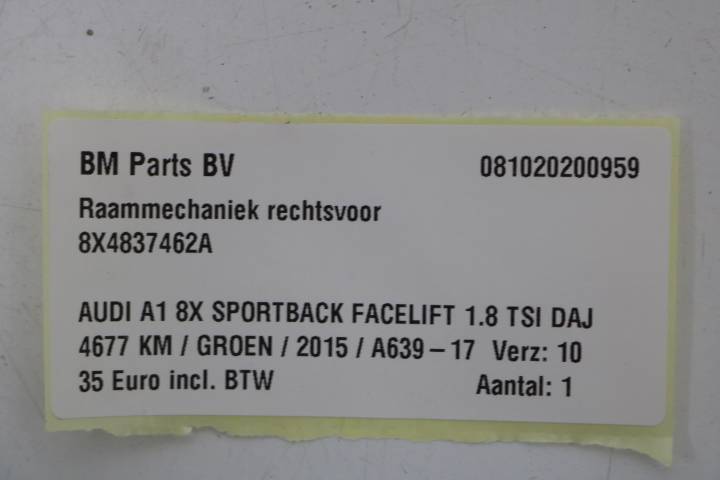 BM Parts BV 081020200959
Raammechaniek rechtsvoor
8X4837462A
AUDI A1 8X SPORTBACK FACELIFT 1.8 TSI DAJ
4677 KM / GROEN / 2015 / A639-17 Verz: 10
35 Euro incl. BTW Aantal: 1